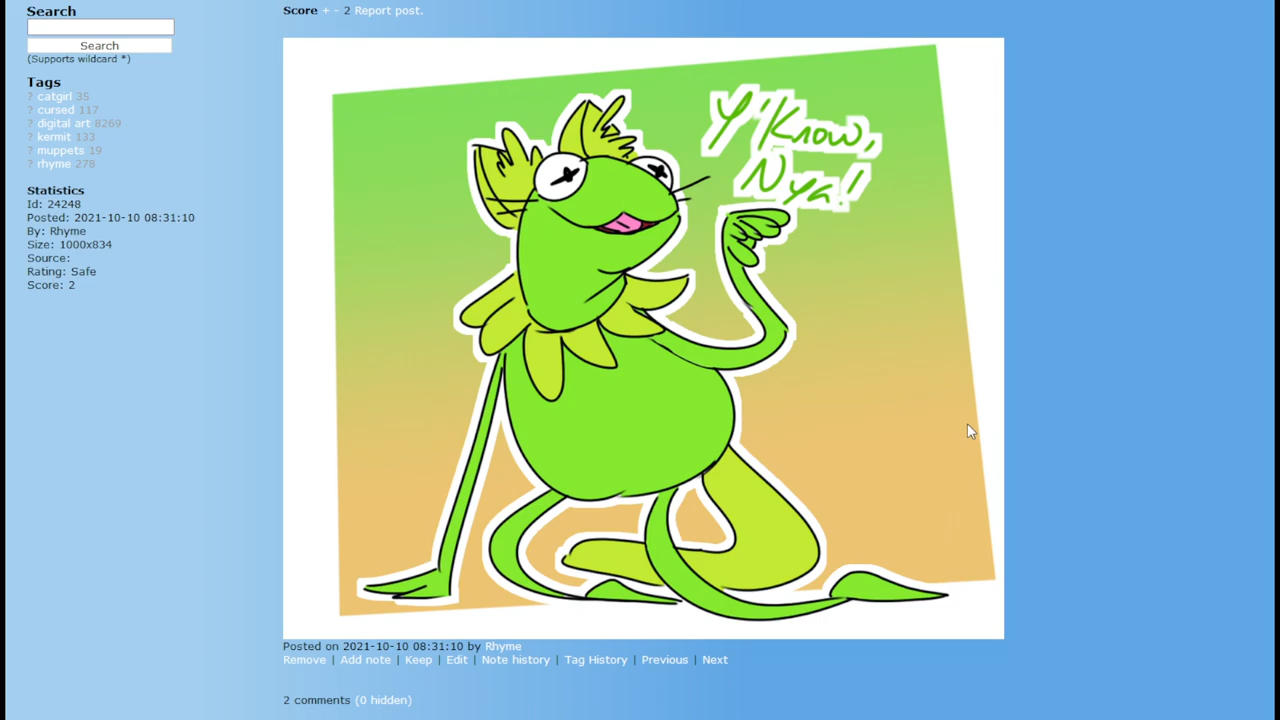 Search
Search
(Supports wildcard *)
Tags
? catgirl 35
? cursed 117
? digital art 8269
? kermit 133
? muppets 19
? rhyme 278
Statistics
Id: 24248
Posted: 2021-10-10 08:31:10
By: Rhyme
Size: 1000x834
Source:
Rating: Safe
Score: 2
Score + - 2 Report post.
Y'Know,
Nya!
Posted on 2021-10-10 08:31:10 by Rhyme
Remove | Add note | Keep | Edit | Note history | Tag History | Previous | Next
2 comments (0 hidden)